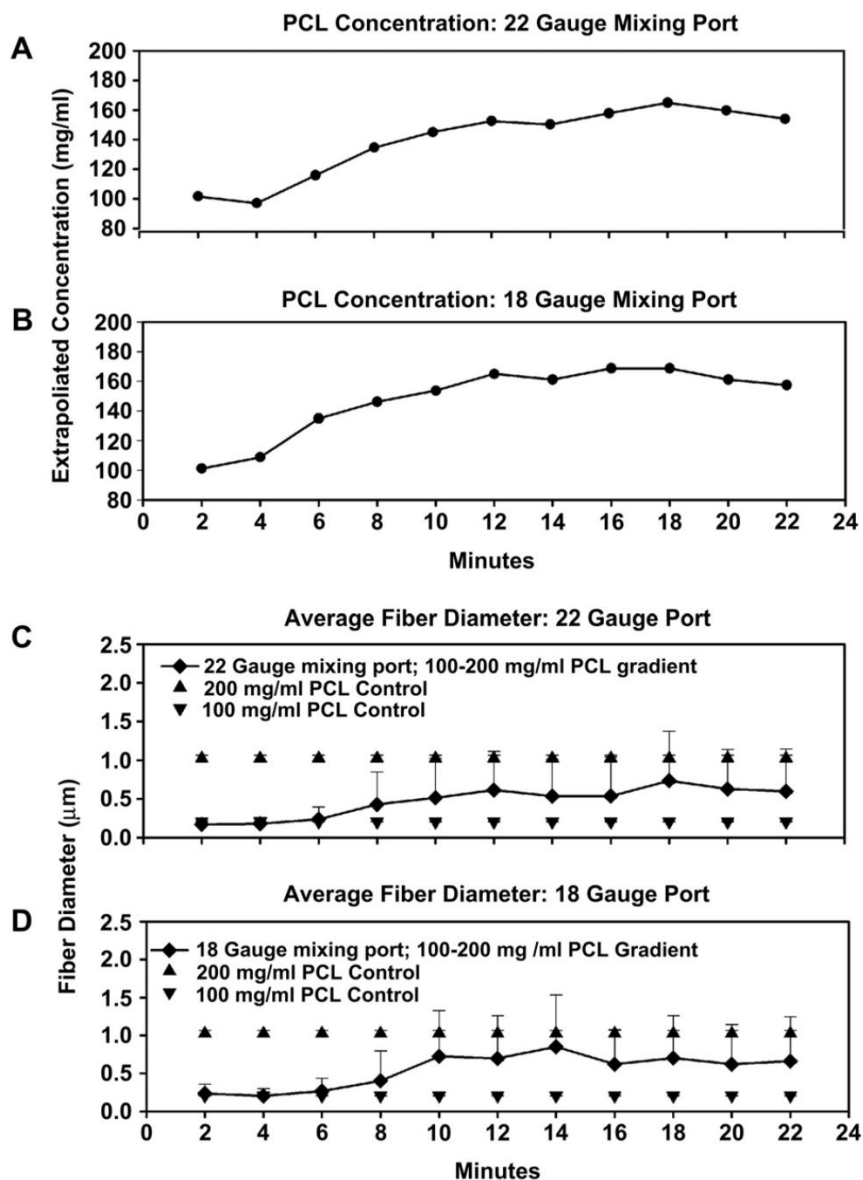 A
PCL Concentration: 22 Gauge Mixing Port
200
180
160
140
120
100
80
B
PCL Concentration: 18 Gauge Mixing Port
200
180
160
140
120
100
80
Extrapoliated Concentration (mg/ml)
0 2 4 6 8 10 12 14 16 18 20 22 24
Minutes
C
Average Fiber Diameter: 22 Gauge Port
2.5
2.0
1.5
1.0
0.5
0.0
22 Gauge mixing port; 100-200 mg/ml PCL gradient
200 mg/ml PCL Control
100 mg/ml PCL Control
D
Average Fiber Diameter: 18 Gauge Port
2.5
2.0
1.5
1.0
0.5
0.0
18 Gauge mixing port; 100-200 mg /ml PCL Gradient
200 mg/ml PCL Control
100 mg/ml PCL Control
Fiber Diameter (μm)
0 2 4 6 8 10 12 14 16 18 20 22 24
Minutes